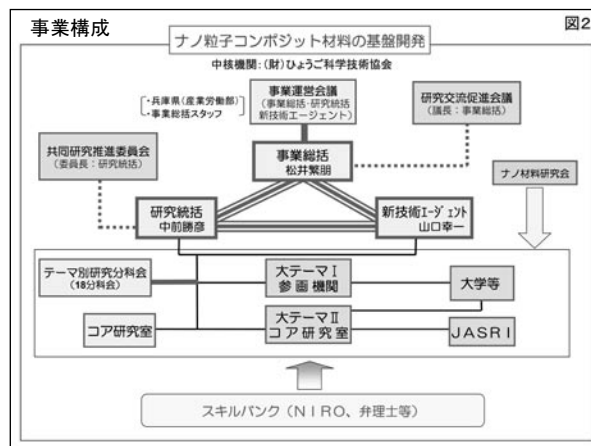 事業構成
図2
ナノ粒子コンポジット材料の基盤開発
中核機関:(財)ひょうご科学技術協会
・兵庫県(産業労働部)
・事業総括スタッフ
事業運営会議
(事業総括・研究統括
新技術エージェント)
研究交流促進会議
(議長:事業総括)
共同研究推進委員会
(委員長:研究統括)
事業総括
松井繁朋
ナノ材料研究会
研究統括
中前勝彦
新技術エージェント
山口幸一
テーマ別研究分科会
(18分科会)
大テーマⅠ
参画機関
大学等
コア研究室
大テーマⅡ
コア研究室
JASRI
スキルバンク(NIRO、弁理士等)